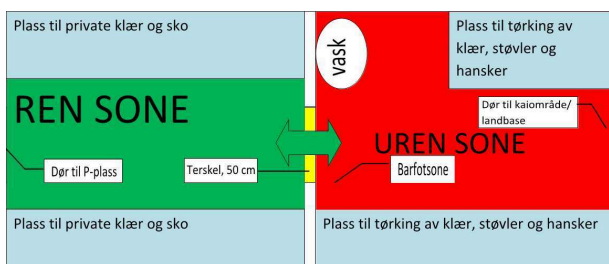 Plass til private klær og sko
REN SONE
Dør til P-plass
Terskel, 50 cm
Plass til private klær og sko
vask
Plass til tørking av
klær, støvler og
hansker
Dør til kaiområde/
landbase
UREN SONE
Barfotsone
Plass til tørking av klær, støvler og hansker